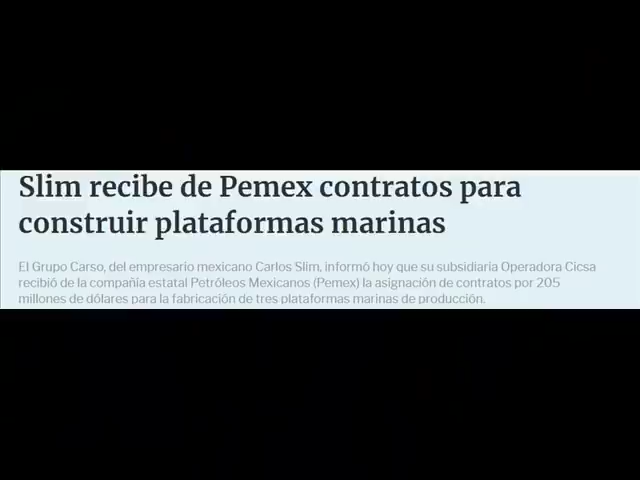 Slim recibe de Pemex contratos para
construir plataformas marinas
El Grupo Carso, del empresario mexicano Carlos Slim, informó hoy que su subsidiaria Operadora Cicsa
recibió de la compañía estatal Petróleos Mexicanos (Pemex) la asignación de contratos por 205
millones de dólares para la fabricación de tres plataformas marinas de producción.